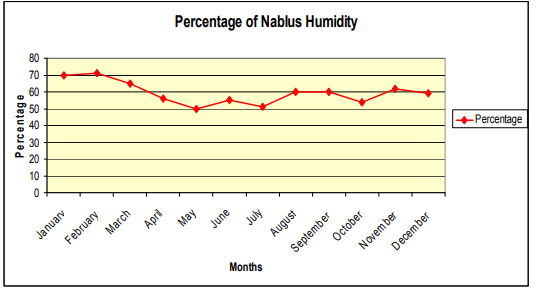 Percentage of Nablus Humidity
80
70
60
50
40
30
20
10
0
Percentage
January
February
March
April
May
June
July
August
September
October
November
December
Months
Percentage